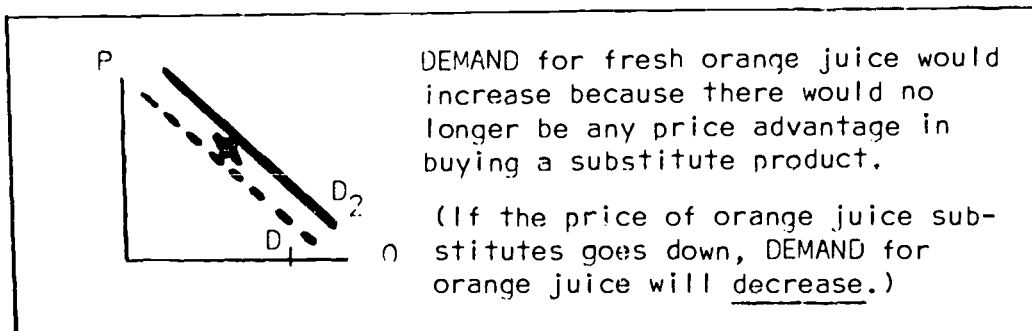 P
DEMAND for fresh orange juice would
increase because there would no
longer be any price advantage in
buying a substitute product.
D2
D
Q
(If the price of orange juice sub-
stitutes goes down, DEMAND for
orange juice will decrease.)